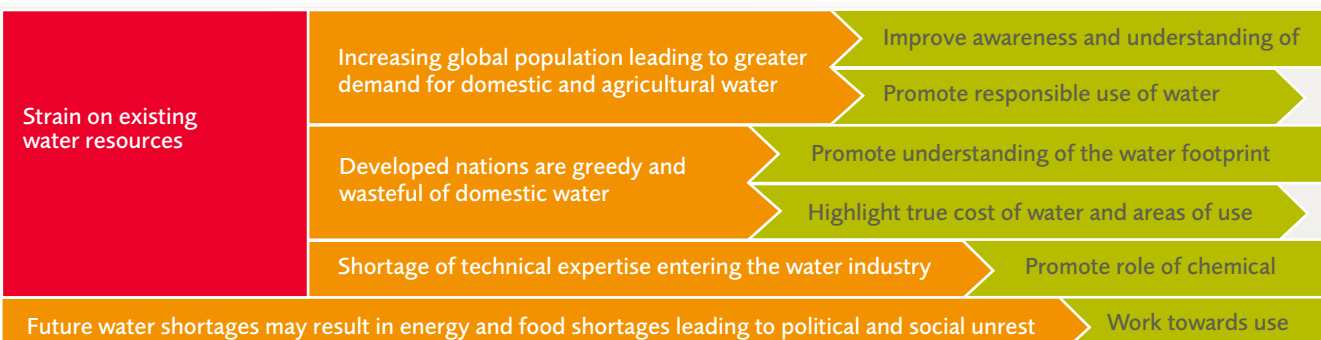 Strain on existing
water resources
Increasing global population leading to greater
demand for domestic and agricultural water
Improve awareness and understanding of
Promote responsible use of water
Developed nations are greedy and
wasteful of domestic water
Promote understanding of the water footprint
Highlight true cost of water and areas of use
Shortage of technical expertise entering the water industry
Promote role of chemical
Future water shortages may result in energy and food shortages leading to political and social unrest
Work towards use